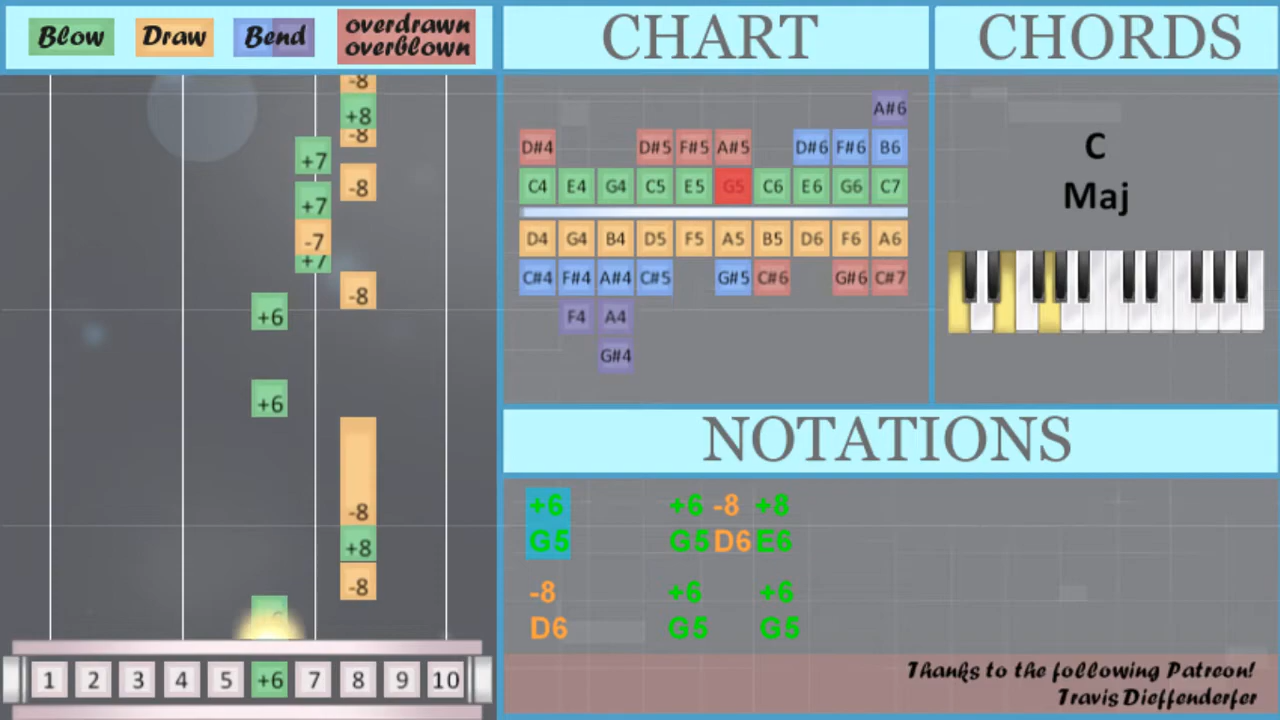 Blow Draw Bend overdrawn
overblown
CHART
CHORDS
-8
+8
-8
+7
-8
+7
-7
+7
-8
+6
+6
-8
+8
-8
1 2 3 4 5 +6 7 8 9 10
A#6
D#4 D#5 F#5 A#5 D#6 F#6 B6
C4 E4 G4 C5 E5 G5 C6 E6 G6 C7
D4 G4 B4 D5 F5 A5 B5 D6 F6 A6
C#4 F#4 A#4 C#5 G#5 C#6 G#6 C#7
F4 A4
G#4
C
Maj
NOTATIONS
+6 +6 -8 +8
G5 G5 D6 E6
-8 +6 +6
D6 G5 G5
Thanks to the following Patreon!
Travis Dieffenderfer